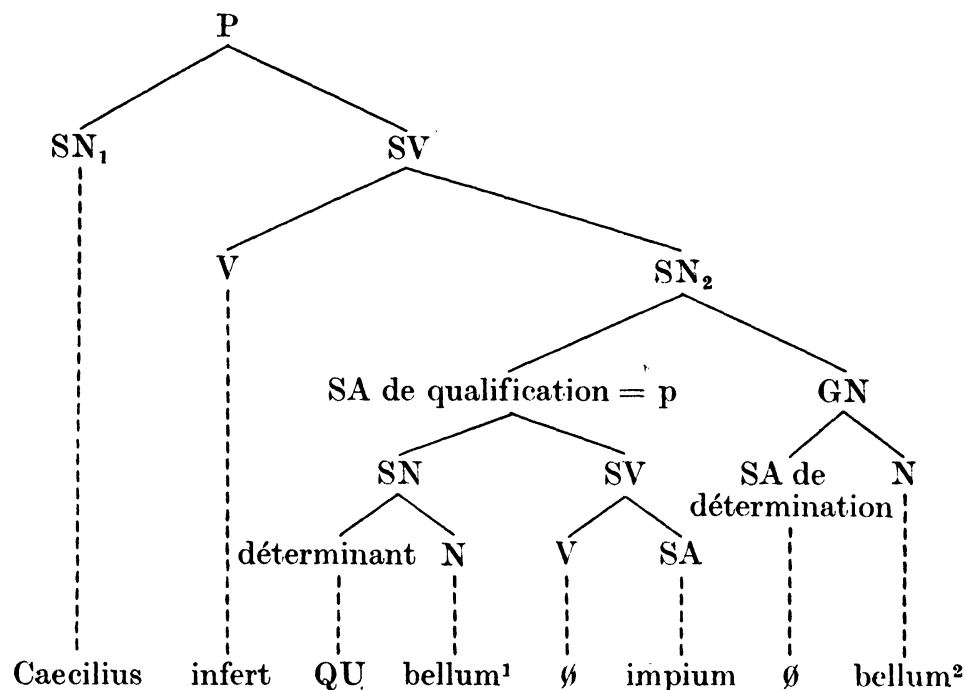 P
SN₁ SV
V SN₂
SA de qualification = p GN
SN SV SA de détermination N
déterminant N V SA
Caecilius infert QU bellum¹ ∅ impium ∅ bellum²